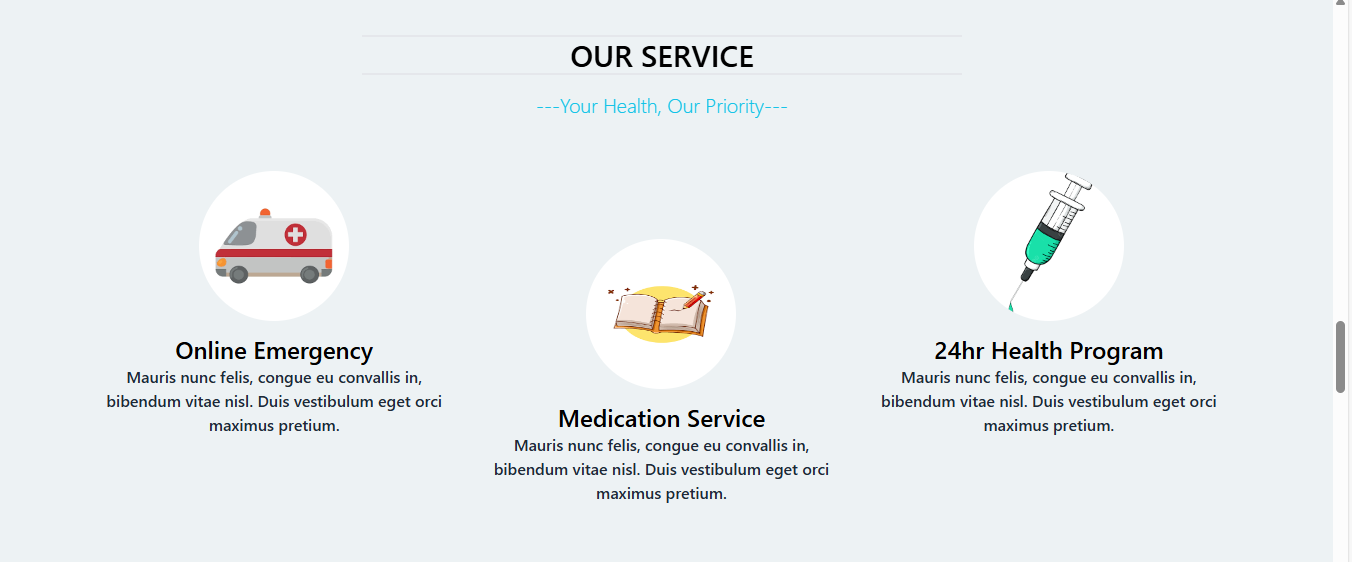 OUR SERVICE
---Your Health, Our Priority---
Online Emergency
Mauris nunc felis, congue eu convallis in,
bibendum vitae nisl. Duis vestibulum eget orci
maximus pretium.
Medication Service
Mauris nunc felis, congue eu convallis in,
bibendum vitae nisl. Duis vestibulum eget orci
maximus pretium.
24hr Health Program
Mauris nunc felis, congue eu convallis in,
bibendum vitae nisl. Duis vestibulum eget orci
maximus pretium.